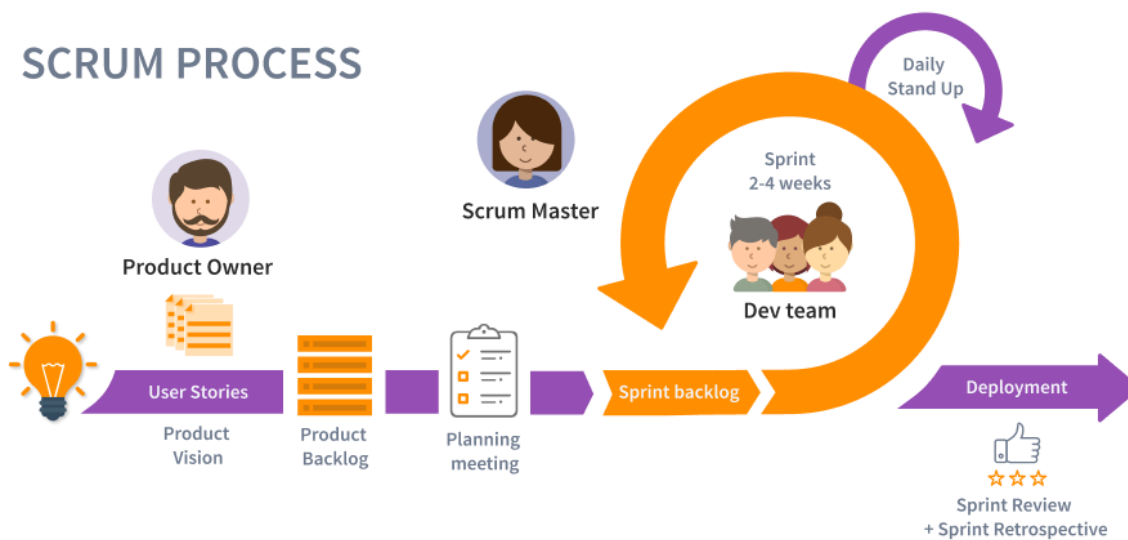 SCRUM PROCESS
Daily
Stand Up
Scrum Master
Sprint
2-4 weeks
Product Owner
Dev team
User Stories
Sprint backlog
Deployment
Product
Vision
Product
Backlog
Planning
meeting
Sprint Review
+ Sprint Retrospective